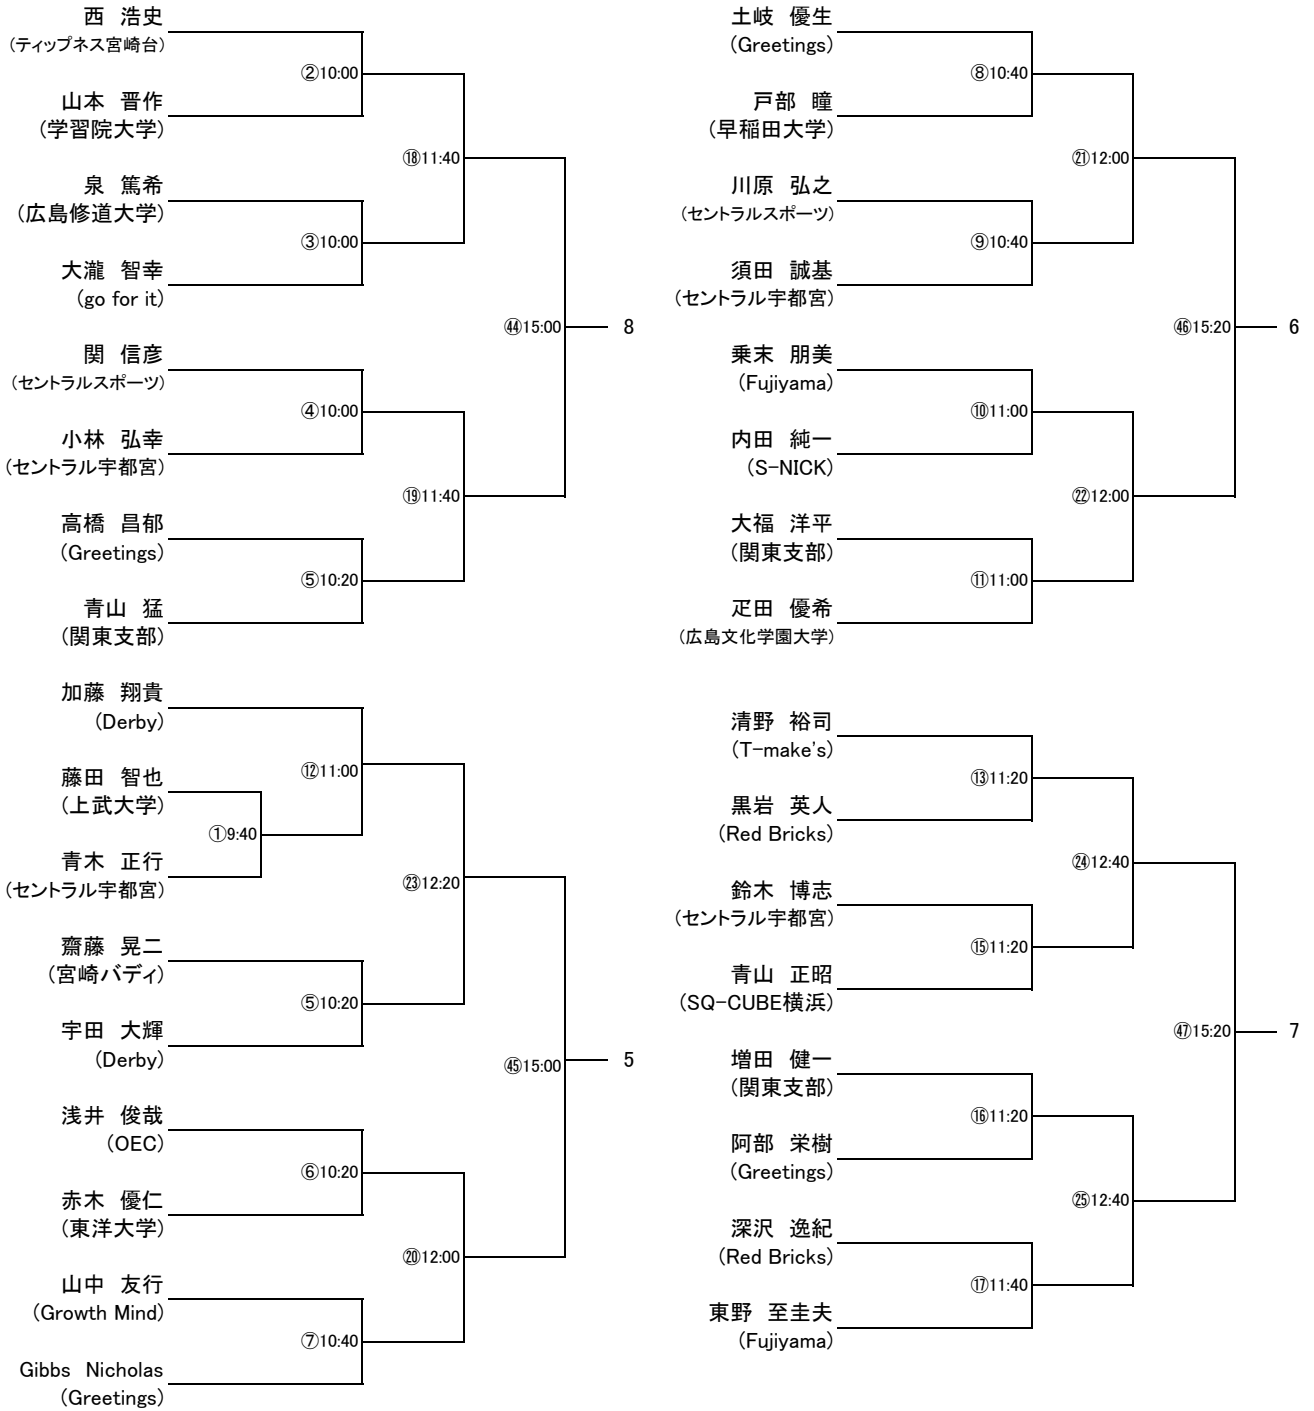 西 浩史
(ティップネス宮崎台)
②10:00
山本 晋作
(学習院大学)
⑱11:40
泉 篤希
(広島修道大学)
③10:00
大瀧 智幸
(go for it)
㊹15:00
8
関 信彦
(セントラルスポーツ)
④10:00
小林 弘幸
(セントラル宇都宮)
⑲11:40
高橋 昌郁
(Greetings)
⑤10:20
青山 猛
(関東支部)
加藤 翔貴
(Derby)
⑫11:00
藤田 智也
(上武大学)
①9:40
青木 正行
(セントラル宇都宮)
㉓12:20
齋藤 晃二
(宮崎バディ)
⑤10:20
宇田 大輝
(Derby)
㊺15:00
5
浅井 俊哉
(OEC)
⑥10:20
赤木 優仁
(東洋大学)
⑳12:00
山中 友行
(Growth Mind)
⑦10:40
Gibbs Nicholas
(Greetings)
土岐 優生
(Greetings)
⑧10:40
戸部 瞳
(早稲田大学)
㉑12:00
川原 弘之
(セントラルスポーツ)
⑨10:40
須田 誠基
(セントラル宇都宮)
㊻15:20
6
乗末 朋美
(Fujiyama)
⑩11:00
内田 純一
(S-NICK)
㉒12:00
大福 洋平
(関東支部)
⑪11:00
疋田 優希
(広島文化学園大学)
清野 裕司
(T-make's)
⑬11:20
黒岩 英人
(Red Bricks)
㉔12:40
鈴木 博志
(セントラル宇都宮)
⑮11:20
青山 正昭
(SQ-CUBE横浜)
㊼15:20
7
増田 健一
(関東支部)
⑯11:20
阿部 栄樹
(Greetings)
㉕12:40
深沢 逸紀
(Red Bricks)
⑰11:40
東野 至圭夫
(Fujiyama)